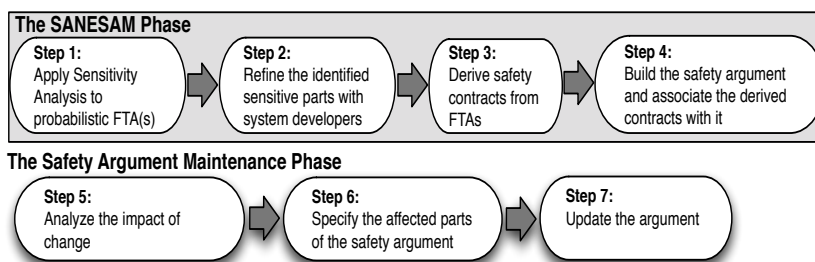 The SANESAM Phase
Step 1:
Apply Sensitivity
Analysis to
probabilistic FTA(s)
Step 2:
Refine the identified
sensitive parts with
system developers
Step 3:
Derive safety
contracts from
FTAs
Step 4:
Build the safety argument
and associate the derived
contracts with it
The Safety Argument Maintenance Phase
Step 5:
Analyze the impact of
change
Step 6:
Specify the affected parts
of the safety argument
Step 7:
Update the argument